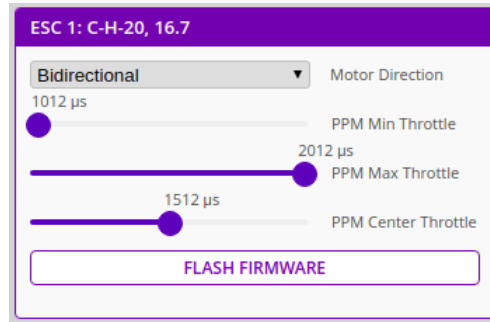 ESC 1: C-H-20, 16.7
Bidirectional Motor Direction
1012 µs
PPM Min Throttle
2012 µs
PPM Max Throttle
1512 µs
PPM Center Throttle
FLASH FIRMWARE